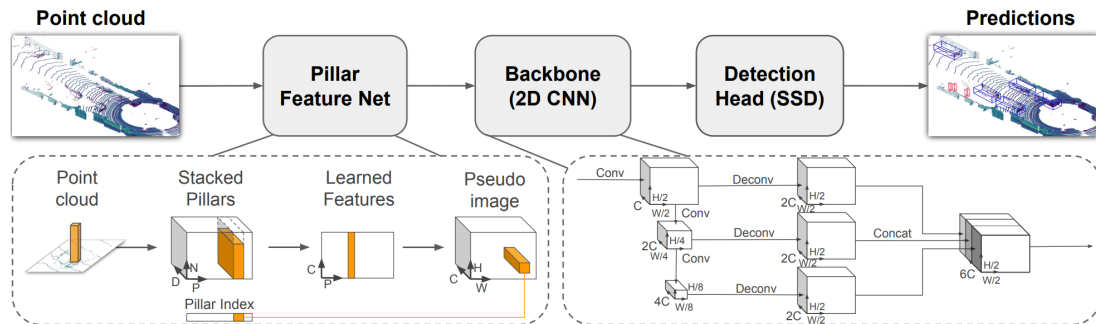 Point cloud
Predictions
Pillar
Feature Net
Backbone
(2D CNN)
Detection
Head (SSD)
Point
cloud
Stacked
Pillars
Learned
Features
Pseudo
image
D
N
P
C
P
C
H
W
Pillar Index
Conv
C
H/2
W/2
Deconv
2C
H/2
W/2
Conv
2C
H/4
W/4
Deconv
2C
H/2
W/2
Concat
6C
H/2
W/2
Conv
4C
H/8
W/8
Deconv
2C
H/2
W/2